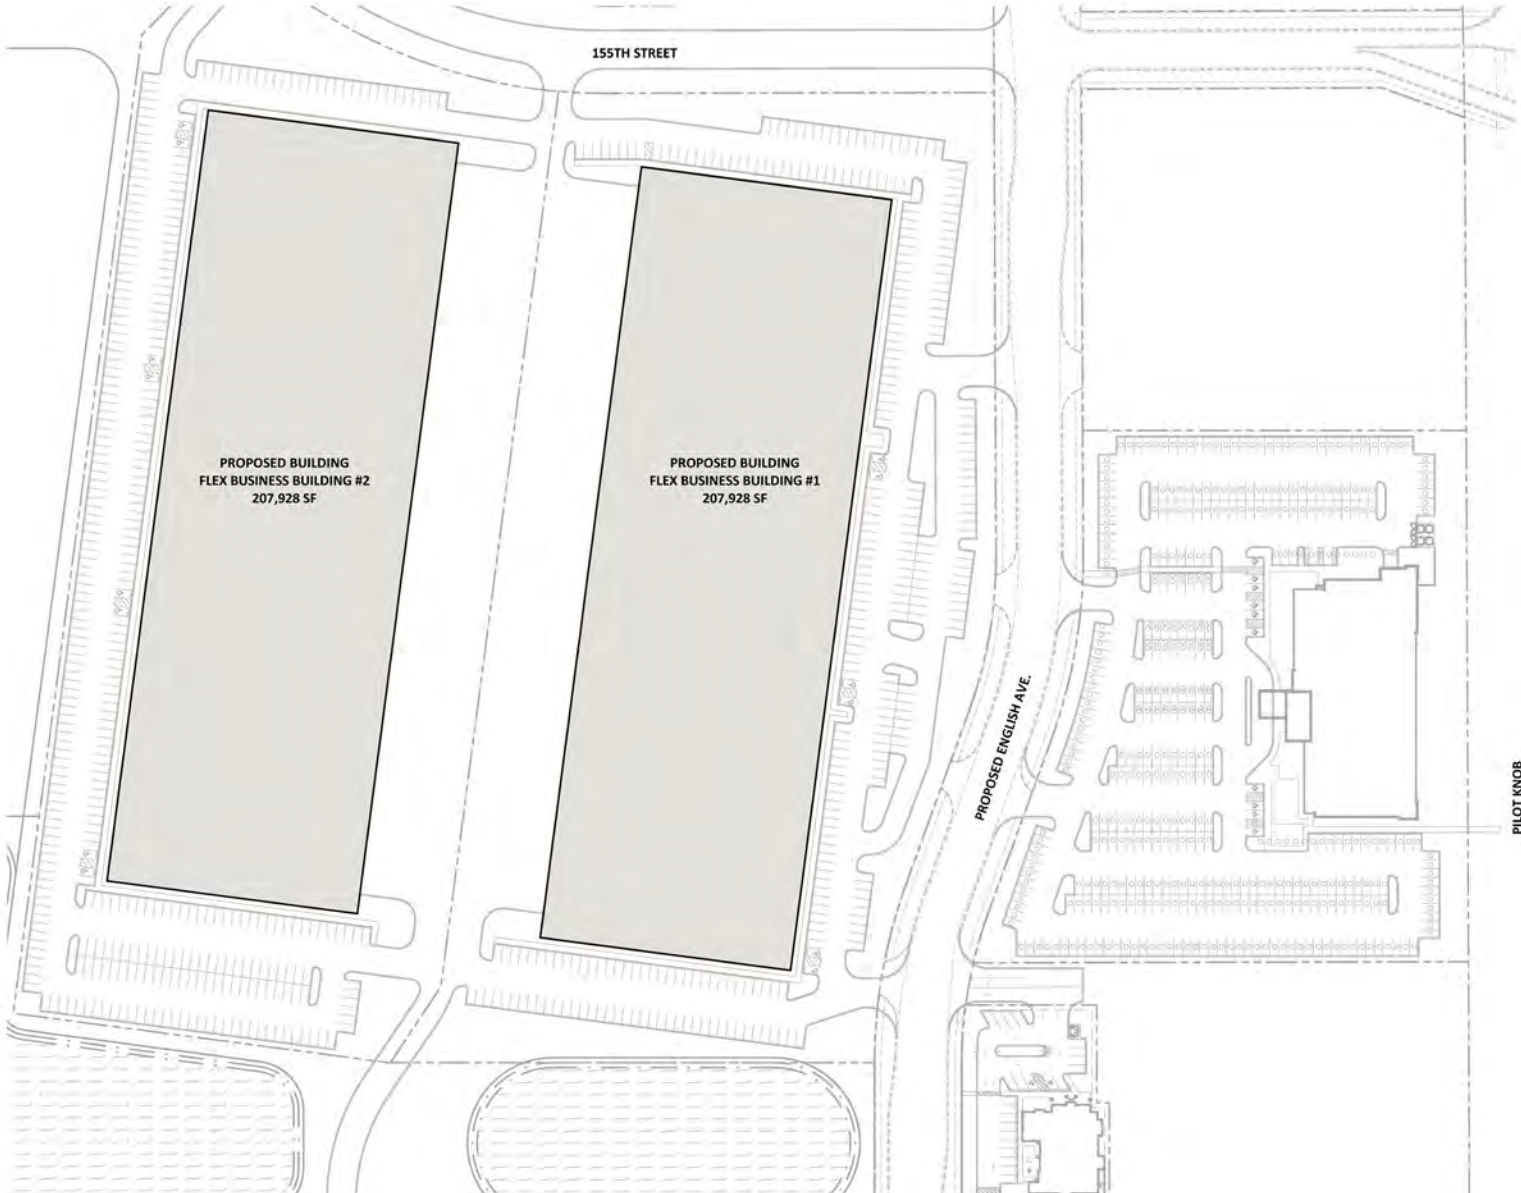 155TH STREET
PROPOSED BUILDING
FLEX BUSINESS BUILDING #2
207,928 SF
PROPOSED BUILDING
FLEX BUSINESS BUILDING #1
207,928 SF
PROPOSED ENGLISH AVE.
PILOT KNOB